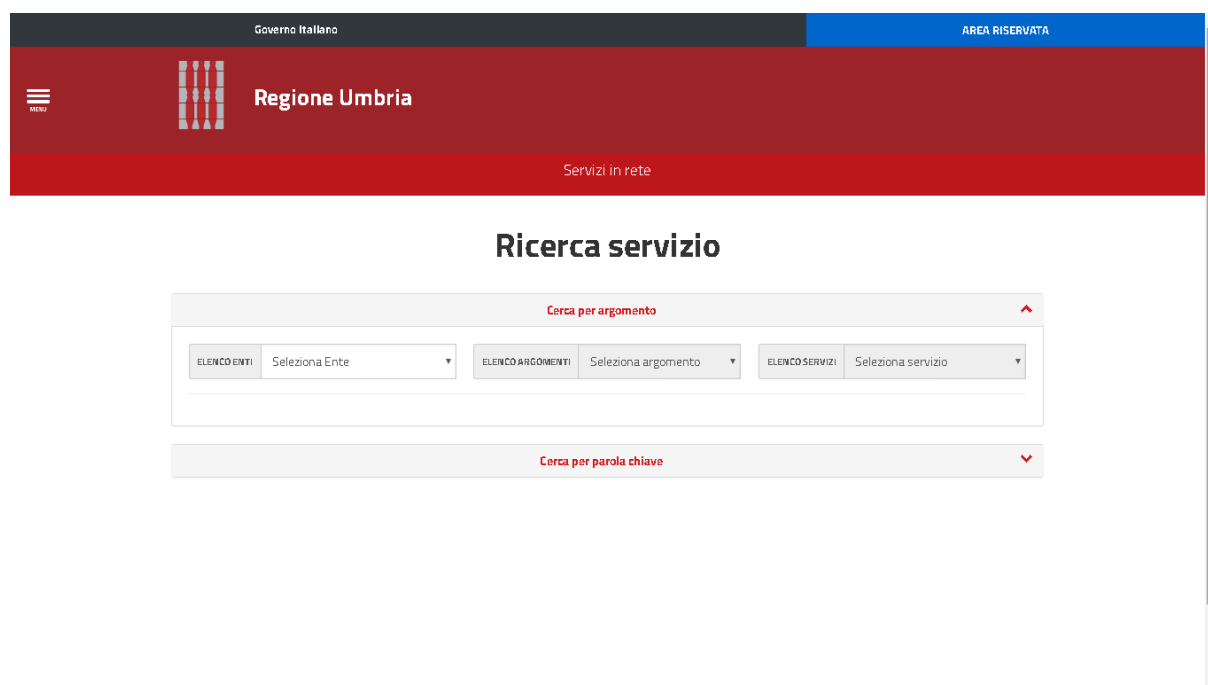 Governo Italiano
AREA RISERVATA
MENU
Regione Umbria
Servizi in rete
Ricerca servizio
Cerca per argomento
ELENCO ENTI Seleziona Ente ELENCO ARGOMENTI Seleziona argomento ELENCO SERVIZI Seleziona servizio
Cerca per parola chiave